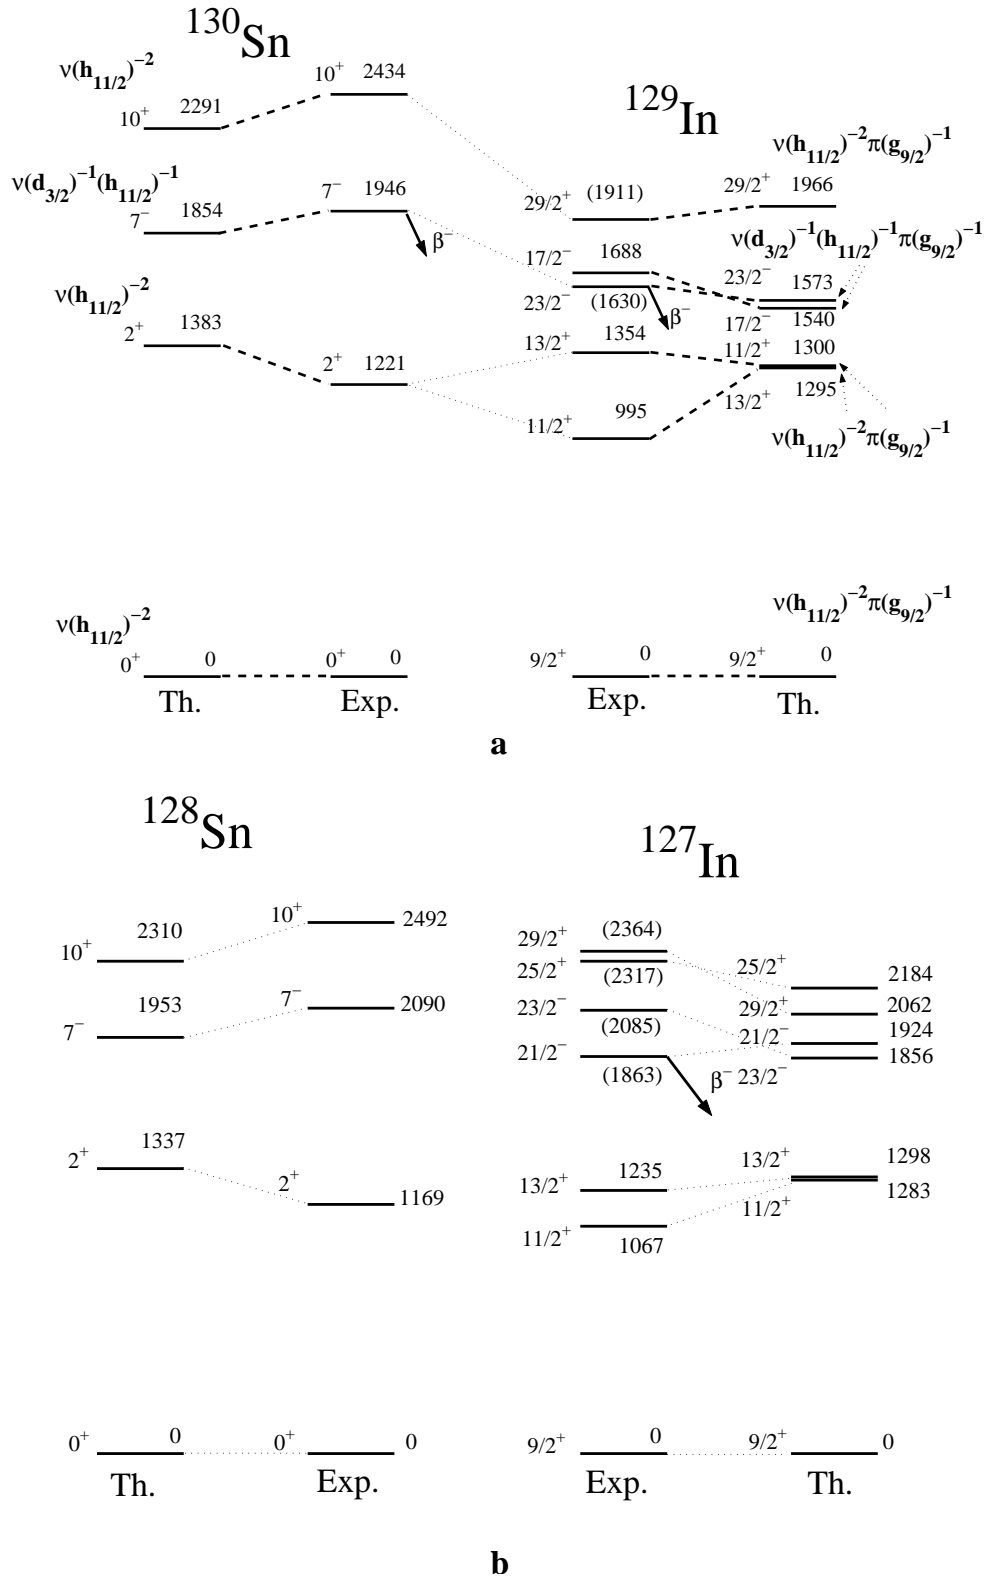 130Sn
ν(h11/2)−2
10+ 2291
10+ 2434
ν(d3/2)−1(h11/2)−1
7− 1854
7− 1946
β−
ν(h11/2)−2
2+ 1383
2+ 1221
ν(h11/2)−2
0+ 0
0+ 0
Th. Exp.
129In
ν(h11/2)−2π(g9/2)−1
29/2+ (1911)
29/2+ 1966
ν(d3/2)−1(h11/2)−1π(g9/2)−1
17/2− 1688
23/2− 1573
23/2− (1630)
β−
17/2− 1540
13/2+ 1354
11/2+ 1300
11/2+ 995
13/2+ 1295
ν(h11/2)−2π(g9/2)−1
ν(h11/2)−2π(g9/2)−1
9/2+ 0
9/2+ 0
Exp. Th.
a
128Sn
10+ 2310
10+ 2492
7− 1953
7− 2090
2+ 1337
2+ 1169
0+ 0
0+ 0
Th. Exp.
127In
29/2+ (2364)
25/2+ (2317)
25/2+ 2184
23/2− (2085)
29/2+ 2062
21/2− (1863)
21/2− 1924
β−
23/2− 1856
13/2+ 1235
13/2+ 1298
11/2+ 1067
11/2+ 1283
9/2+ 0
9/2+ 0
Exp. Th.
b